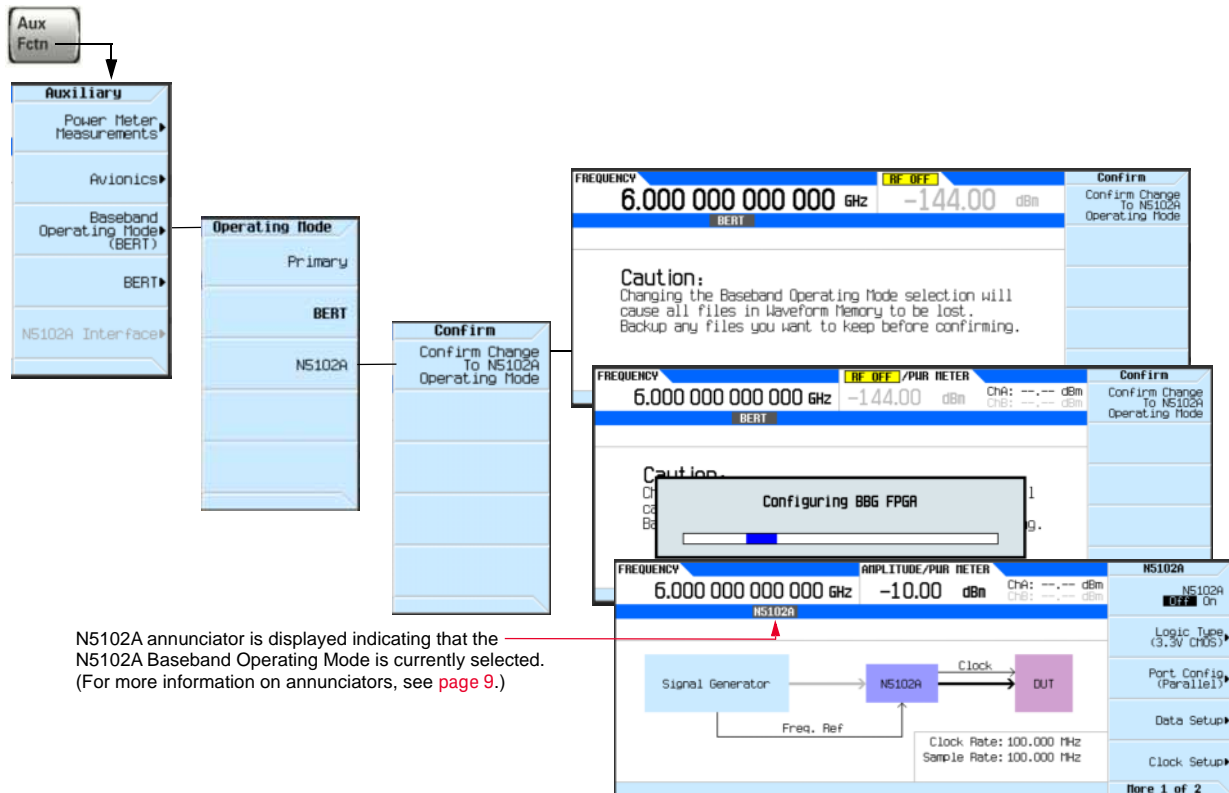 Aux
Fctn
Auxiliary
Power Meter
Measurements
Avionics
Baseband
Operating Mode
(BERT)
BERT
N5102A Interface
Operating Mode
Primary
BERT
N5102A
Confirm
Confirm Change
To N5102A
Operating Mode
FREQUENCY
RF OFF
6.000 000 000 000 GHz
-144.00 dBm
BERT
Caution:
Changing the Baseband Operating Mode selection will
cause all files in Waveform Memory to be lost.
Backup any files you want to keep before confirming.
Confirm
Confirm Change
To N5102A
Operating Mode
FREQUENCY
RF OFF /PWR METER
6.000 000 000 000 GHz
-144.00 dBm
ChA: --.-- dBm
ChB: --.-- dBm
BERT
Caution:
Ch
l
ca
Ba
g.
Configuring BBG FPGA
Confirm
Confirm Change
To N5102A
Operating Mode
FREQUENCY
AMPLITUDE/PWR METER
6.000 000 000 000 GHz
-10.00 dBm
ChA: --.-- dBm
ChB: --.-- dBm
N5102A
Signal Generator
N5102A
Clock
DUT
Freq. Ref
Clock Rate: 100.000 MHz
Sample Rate: 100.000 MHz
N5102A
N5102A
Off On
Logic Type
(3.3V CMOS)
Port Config
(Parallel)
Data Setup
Clock Setup
More 1 of 2
N5102A annunciator is displayed indicating that the
N5102A Baseband Operating Mode is currently selected.
(For more information on annunciators, see page 9.)